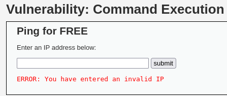 Vulnerability: Command Execution
Ping for FREE
Enter an IP address below:
submit
ERROR: You have entered an invalid IP